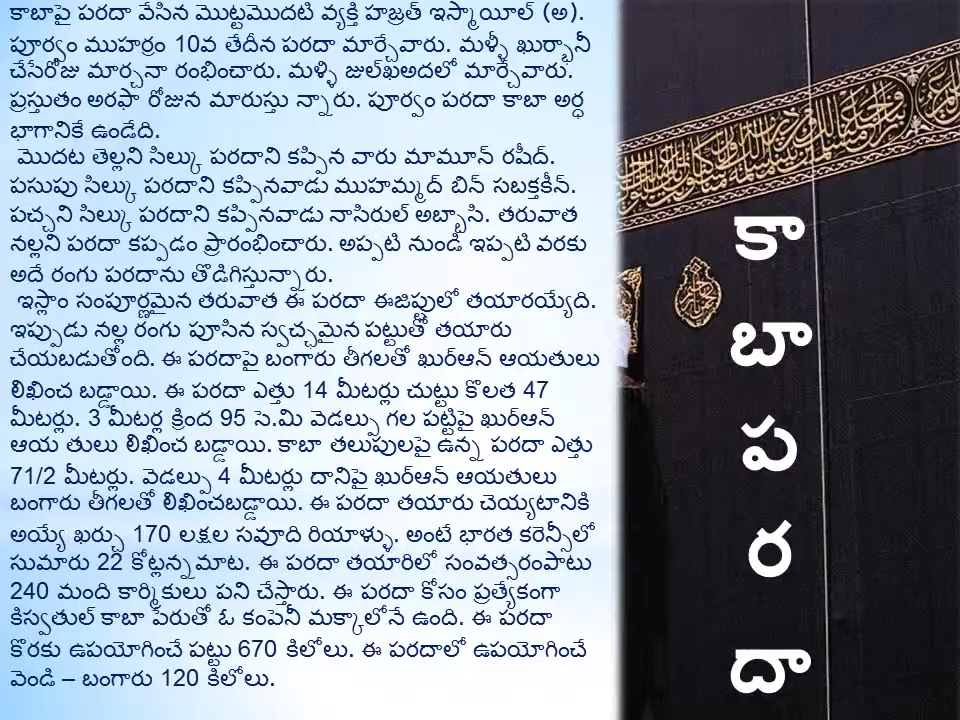 కాబాపై పరదా వేసిన మొట్టమొదటి వ్యక్తి హజ్రత్ ఇస్మాయీల్ (అ).
పూర్వం ముహర్రం 10వ తేదీన పరదా మార్చేవారు. మళ్ళీ ఖుర్భానీ
చేసేరోజు మార్చనా రంభించారు. మళ్ళి జుల్‌ఖఅదలో మార్చేవారు.
ప్రస్తుతం అరఫా రోజున మారుస్తు న్నారు. పూర్వం పరదా కాబా అర్ధ
భాగానికే ఉండేది.
మొదట తెల్లని సిల్కు పరదాని కప్పిన వారు మామూన్ రషీద్.
పసుపు సిల్కు పరదాని కప్పినవాడు ముహమ్మద్ బిన్ సబక్తకీన్.
పచ్చని సిల్కు పరదాని కప్పినవాడు నాసిరుల్ అబ్బాసి. తరువాత
నల్లని పరదా కప్పడం ప్రారంభించారు. అప్పటి నుండి ఇప్పటి వరకు
అదే రంగు పరదాను తొడిగిస్తున్నారు.
ఇస్లాం సంపూర్ణమైన తరువాత ఈ పరదా ఈజిప్టులో తయారయ్యేది.
ఇప్పుడు నల్ల రంగు పూసిన స్వచ్ఛమైన పట్టుతో తయారు
చేయబడుతోంది. ఈ పరదాపై బంగారు తీగలతో ఖుర్ఆన్ ఆయతులు
లిఖించ బడ్డాయి. ఈ పరదా ఎత్తు 14 మీటర్లు చుట్టు కొలత 47
మీటర్లు. 3 మీటర్ల క్రింద 95 సె.మి వెడల్పు గల పట్టిపై ఖుర్ఆన్
ఆయ తులు లిఖించ బడ్డాయి. కాబా తలుపులపై ఉన్న పరదా ఎత్తు
71/2 మీటర్లు. వెడల్పు 4 మీటర్లు దానిపై ఖుర్ఆన్ ఆయతులు
బంగారు తీగలతో లిఖించబడ్డాయి. ఈ పరదా తయారు చెయ్యటానికి
అయ్యే ఖర్చు 170 లక్షల సవూది రియాళ్ళు. అంటే భారత కరెన్సీలో
సుమారు 22 కోట్లన్నమాట. ఈ పరదా తయారిలో సంవత్సరంపాటు
240 మంది కార్మికులు పని చేస్తారు. ఈ పరదా కోసం ప్రత్యేకంగా
కిస్వతుల్ కాబా పేరుతో ఓ కంపెనీ మక్కాలోనే ఉంది. ఈ పరదా
కొరకు ఉపయోగించే పట్టు 670 కిలోలు. ఈ పరదాలో ఉపయోగించే
వెండి – బంగారు 120 కిలోలు.
కా
బా
ప
ర
దా